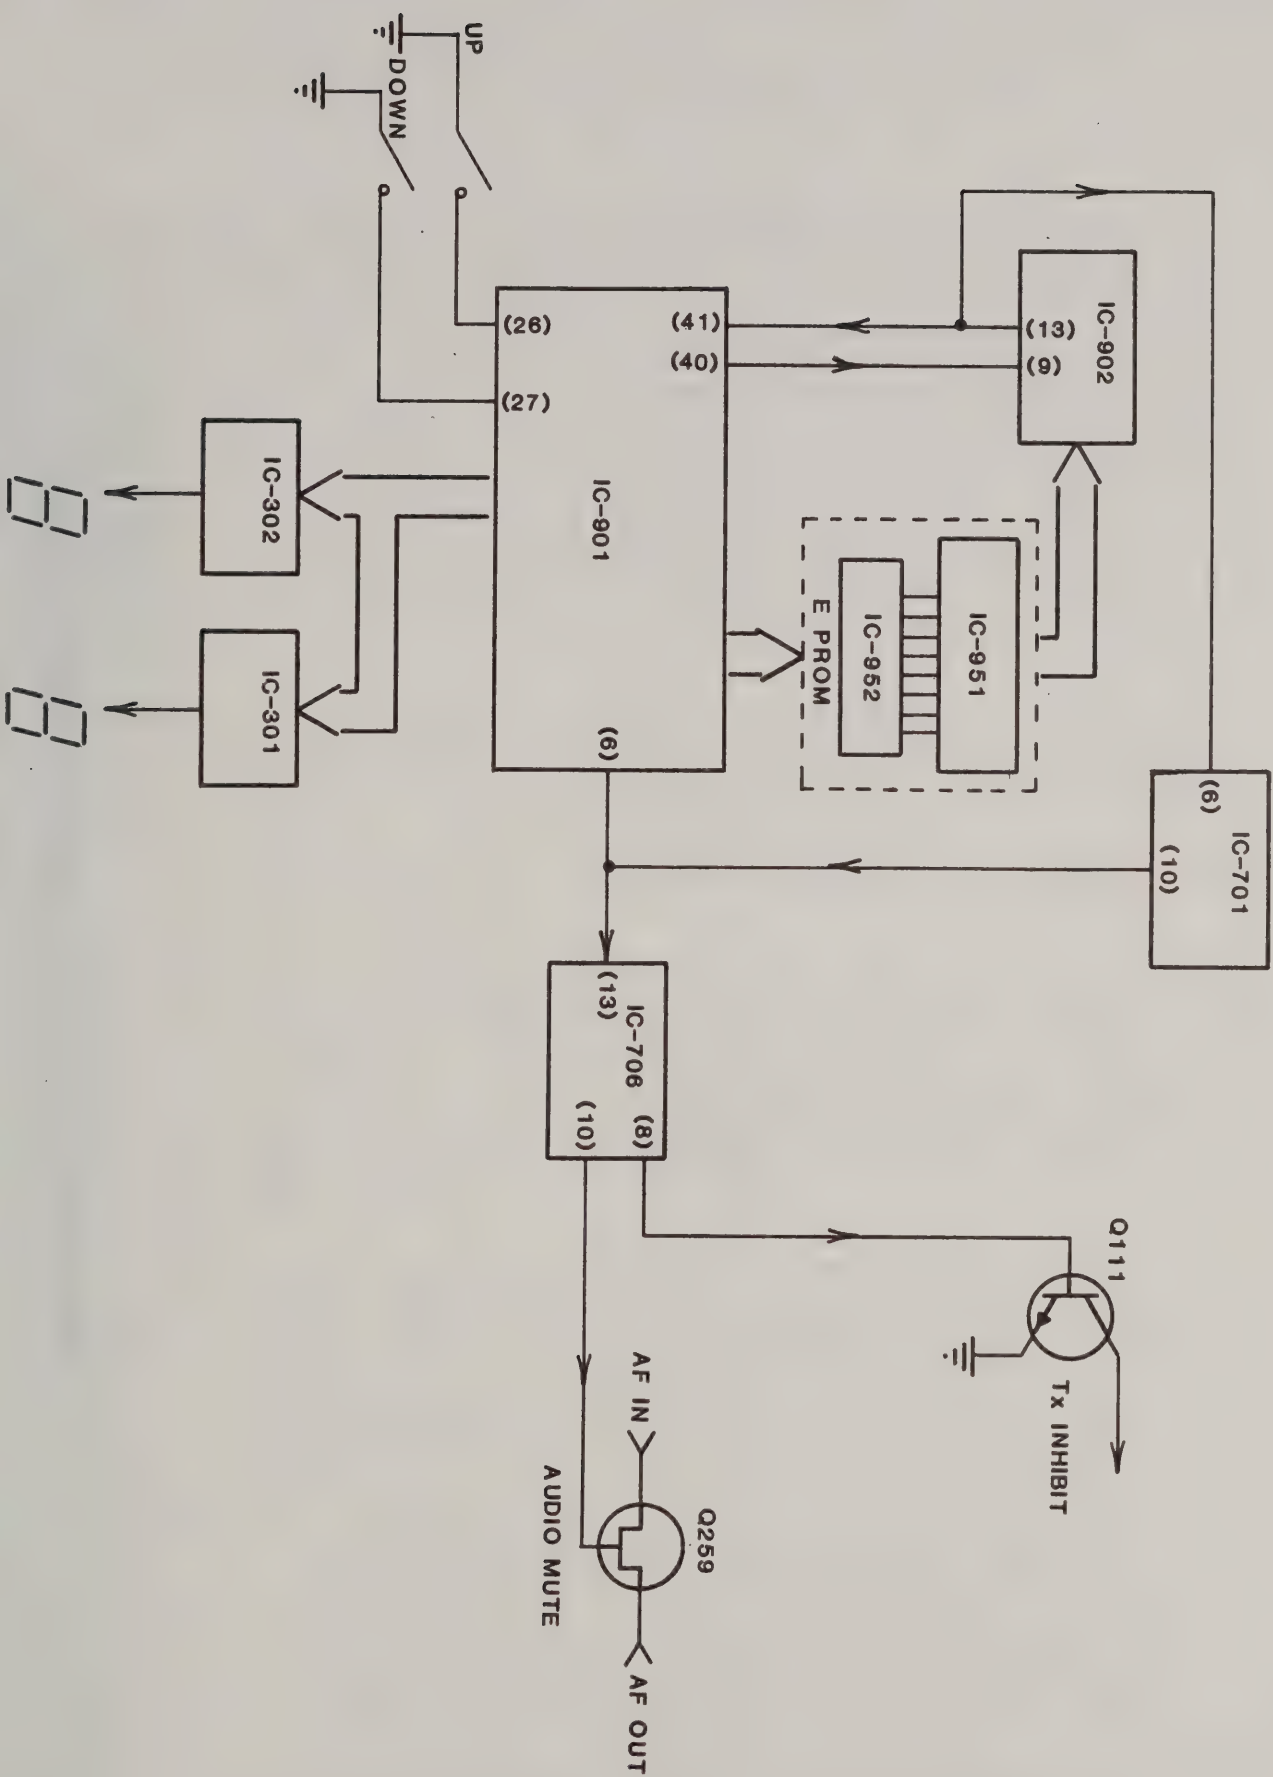 UP
DOWN
(26)
(27)
(41)
(40)
IC-901
(6)
(13)
(9)
IC-902
IC-951
IC-952
E PROM
IC-302
IC-301
(6)
IC-701
(10)
IC-706
(13)
(8)
(10)
Q111
Tx INHIBIT
AF IN
Q259
AUDIO MUTE
AF OUT